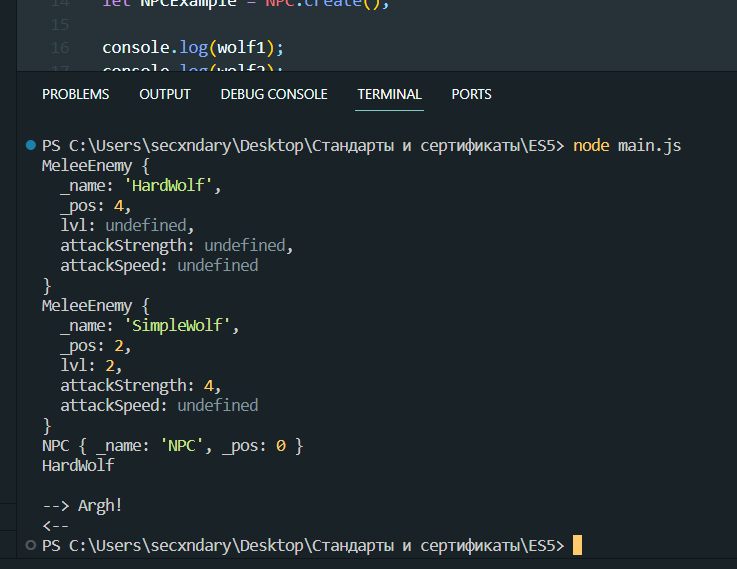 14 let NPCExample = NPC.create();
15
16 console.log(wolf1);
17 console.log(wolf2);
PROBLEMS OUTPUT DEBUG CONSOLE TERMINAL PORTS
PS C:\Users\secxndary\Desktop\Стандарты и сертификаты\ES5> node main.js
MeleeEnemy {
  _name: 'HardWolf',
  _pos: 4,
  lvl: undefined,
  attackStrength: undefined,
  attackSpeed: undefined
}
MeleeEnemy {
  _name: 'SimpleWolf',
  _pos: 2,
  lvl: 2,
  attackStrength: 4,
  attackSpeed: undefined
}
NPC { _name: 'NPC', _pos: 0 }
HardWolf

--> Argh!
<--
PS C:\Users\secxndary\Desktop\Стандарты и сертификаты\ES5>